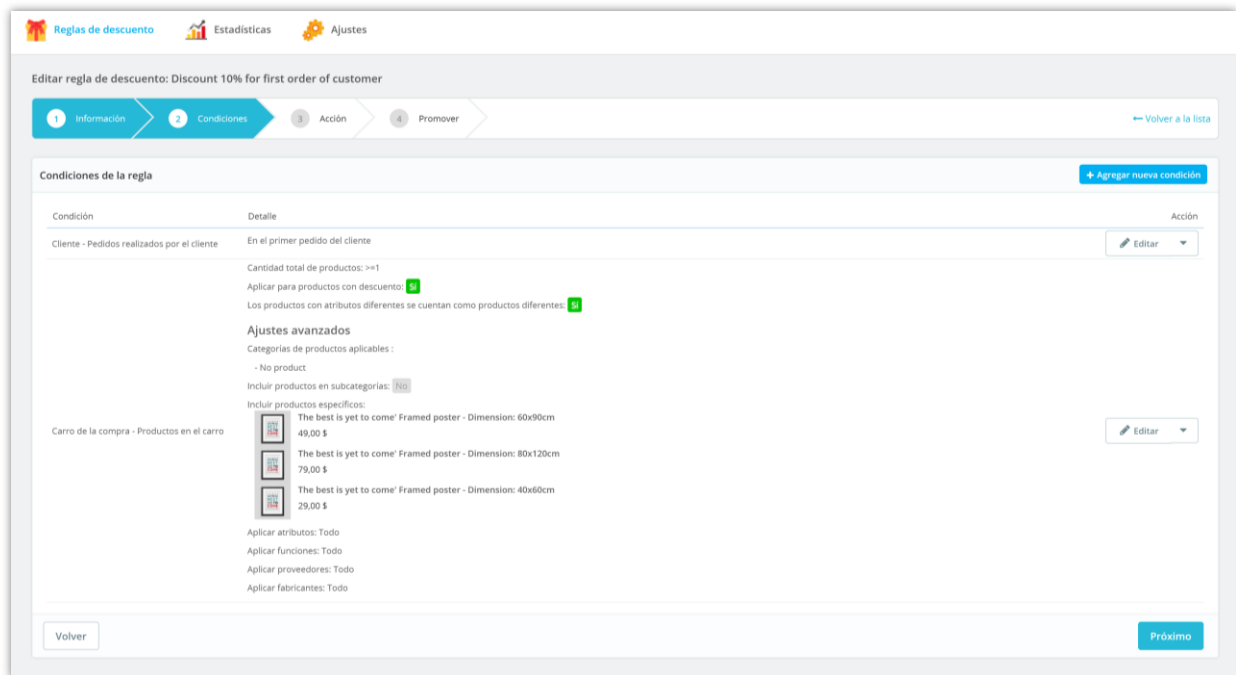 Reglas de descuento Estadísticas Ajustes
Editar regla de descuento: Discount 10% for first order of customer
1 Información 2 Condiciones 3 Acción 4 Promover ← Volver a la lista
Condiciones de la regla + Agregar nueva condición
Condición Detalle Acción
Cliente - Pedidos realizados por el cliente En el primer pedido del cliente Editar
Cantidad total de productos: >=1
Aplicar para productos con descuento: Sí
Los productos con atributos diferentes se cuentan como productos diferentes: Sí
Ajustes avanzados
Categorías de productos aplicables :
- No product
Incluir productos en subcategorías: No
Incluir productos específicos:
The best is yet to come' Framed poster - Dimension: 60x90cm
Carro de la compra - Productos en el carro 49,00 $ Editar
The best is yet to come' Framed poster - Dimension: 80x120cm
79,00 $
The best is yet to come' Framed poster - Dimension: 40x60cm
29,00 $
Aplicar atributos: Todo
Aplicar funciones: Todo
Aplicar proveedores: Todo
Aplicar fabricantes: Todo
Volver Próximo